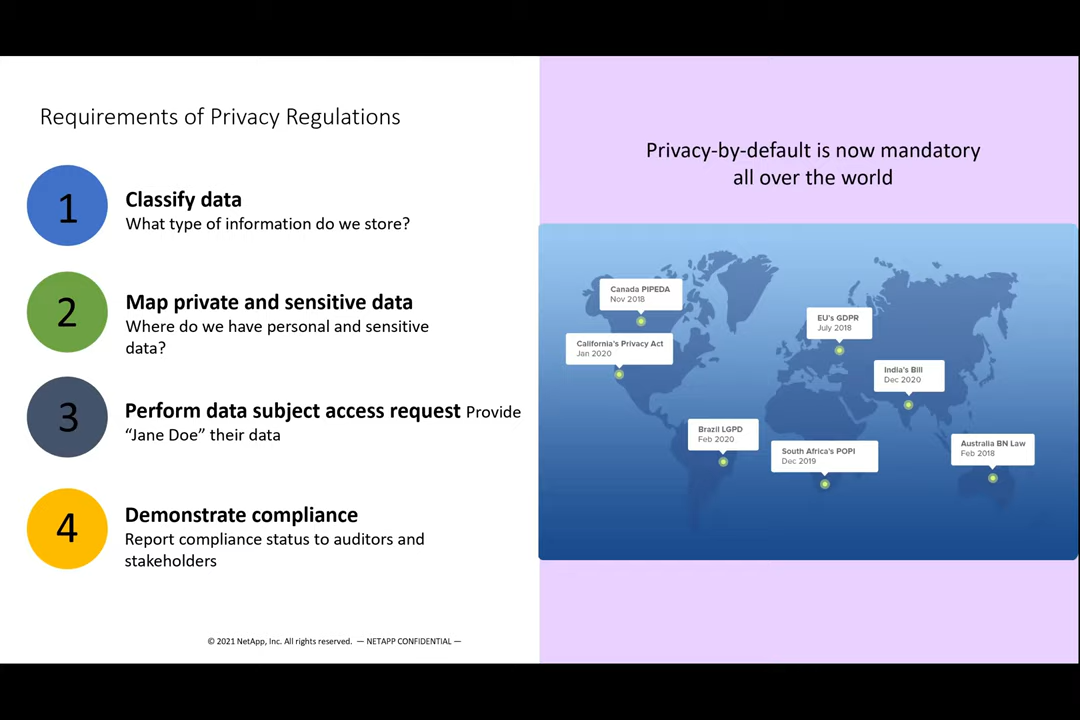 Requirements of Privacy Regulations
1
Classify data
What type of information do we store?
2
Map private and sensitive data
Where do we have personal and sensitive
data?
3
Perform data subject access request Provide
“Jane Doe” their data
4
Demonstrate compliance
Report compliance status to auditors and
stakeholders
© 2021 NetApp, Inc. All rights reserved. — NETAPP CONFIDENTIAL —
Privacy-by-default is now mandatory
all over the world
Canada PIPEDA
Nov 2018
California's Privacy Act
Jan 2020
EU's GDPR
July 2018
India's Bill
Dec 2020
Brazil LGPD
Feb 2020
South Africa's POPI
Dec 2019
Australia BN Law
Feb 2018